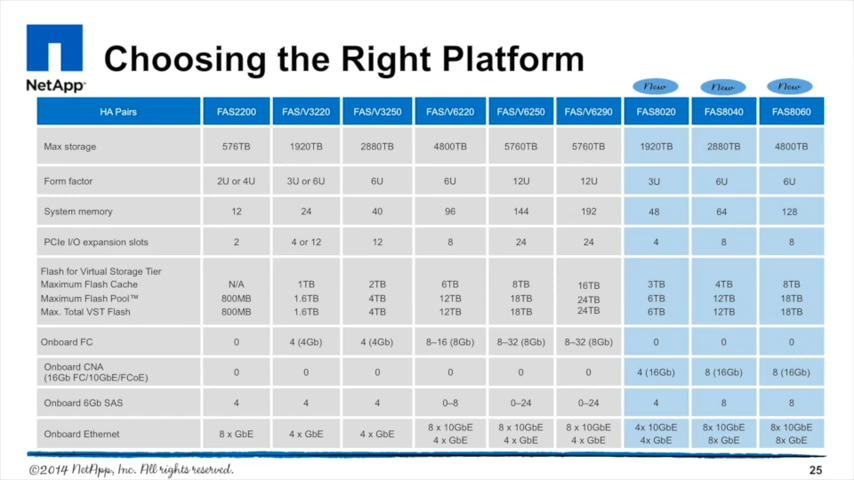 NetApp
Choosing the Right Platform
New New New
HA Pairs FAS2200 FAS/V3220 FAS/V3250 FAS/V6220 FAS/V6250 FAS/V6290 FAS8020 FAS8040 FAS8060
Max storage 576TB 1920TB 2880TB 4800TB 5760TB 5760TB 1920TB 2880TB 4800TB
Form factor 2U or 4U 3U or 6U 6U 6U 12U 12U 3U 6U 6U
System memory 12 24 40 96 144 192 48 64 128
PCIe I/O expansion slots 2 4 or 12 12 8 24 24 4 8 8
Flash for Virtual Storage Tier
Maximum Flash Cache N/A 1TB 2TB 6TB 8TB 16TB 3TB 4TB 8TB
Maximum Flash Pool™ 800MB 1.6TB 4TB 12TB 18TB 24TB 6TB 12TB 18TB
Max. Total VST Flash 800MB 1.6TB 4TB 12TB 18TB 24TB 6TB 12TB 18TB
Onboard FC 0 4 (4Gb) 4 (4Gb) 8–16 (8Gb) 8–32 (8Gb) 8–32 (8Gb) 0 0 0
Onboard CNA
(16Gb FC/10GbE/FCoE) 0 0 0 0 0 0 4 (16Gb) 8 (16Gb) 8 (16Gb)
Onboard 6Gb SAS 4 4 4 0–8 0–24 0–24 4 8 8
Onboard Ethernet 8 x GbE 4 x GbE 4 x GbE 8 x 10GbE 8 x 10GbE 8 x 10GbE 4x 10GbE 8x 10GbE 8x 10GbE
4 x GbE 4 x GbE 4 x GbE 4x GbE 8x GbE 8x GbE
©2014 NetApp, Inc. All rights reserved.
25